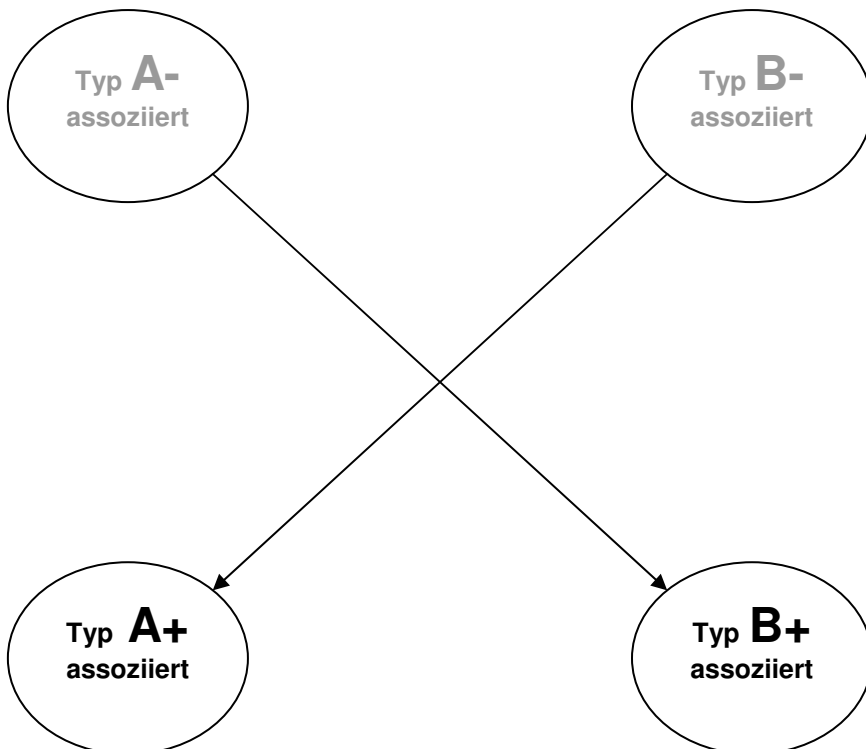 Typ A-
assoziiert
Typ B-
assoziiert
Typ A+
assoziiert
Typ B+
assoziiert